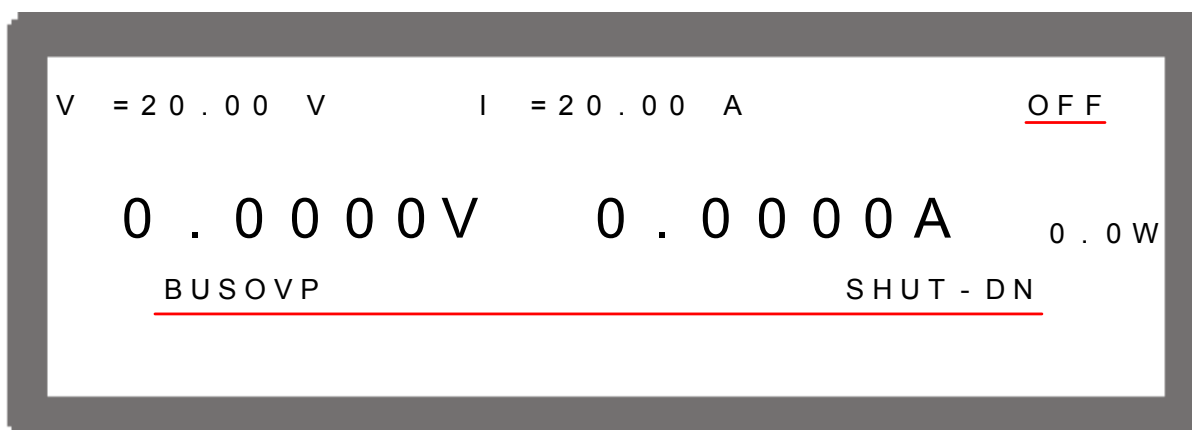 V =20.00 V I =20.00 A OFF
0.0000V 0.0000A 0.0W
BUSOVP SHUT-DN